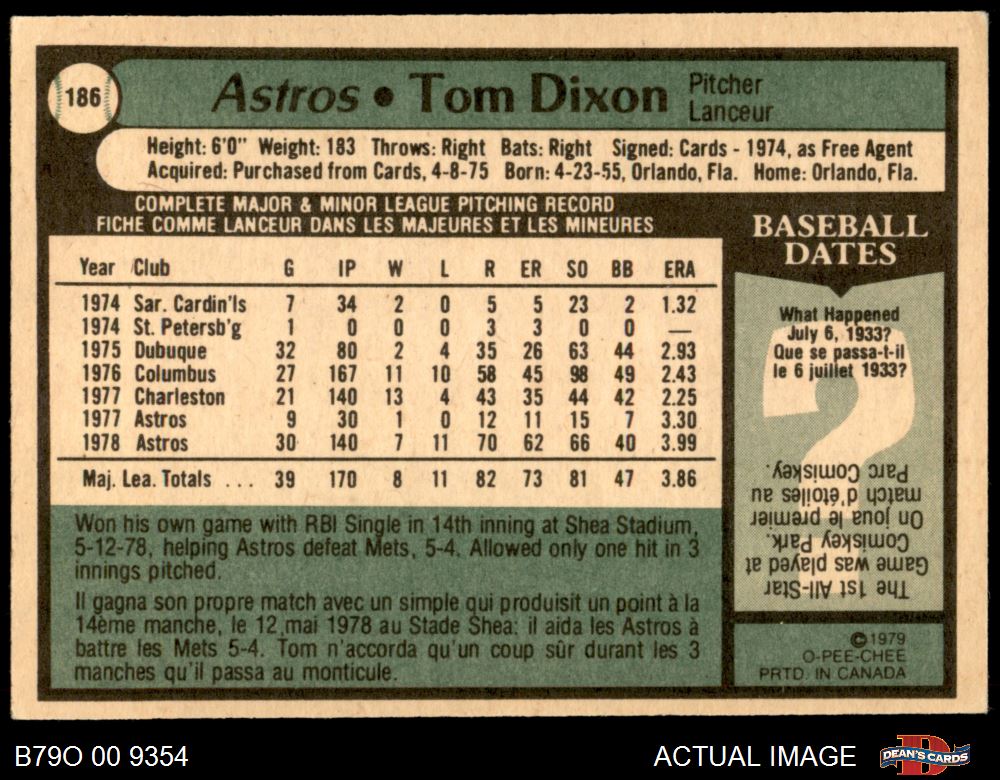 186
Astros • Tom Dixon
Pitcher
Lanceur
Height: 6'0" Weight: 183 Throws: Right Bats: Right Signed: Cards - 1974, as Free Agent
Acquired: Purchased from Cards, 4-8-75 Born: 4-23-55, Orlando, Fla. Home: Orlando, Fla.
COMPLETE MAJOR & MINOR LEAGUE PITCHING RECORD
FICHE COMME LANCEUR DANS LES MAJEURES ET LES MINEURES
Year Club G IP W L R ER SO BB ERA
1974 Sar. Cardin'ls 7 34 2 0 5 5 23 2 1.32
1974 St. Petersb'g 1 0 0 0 3 3 0 0 —
1975 Dubuque 32 80 2 4 35 26 63 44 2.93
1976 Columbus 27 167 11 10 58 45 98 49 2.43
1977 Charleston 21 140 13 4 43 35 44 42 2.25
1977 Astros 9 30 1 0 12 11 15 7 3.30
1978 Astros 30 140 7 11 70 62 66 40 3.99
Maj. Lea. Totals ... 39 170 8 11 82 73 81 47 3.86
Won his own game with RBI Single in 14th inning at Shea Stadium,
5-12-78, helping Astros defeat Mets, 5-4. Allowed only one hit in 3
innings pitched.
Il gagna son propre match avec un simple qui produisit un point à la
14ème manche, le 12 mai 1978 au Stade Shea: il aida les Astros à
battre les Mets 5-4. Tom n'accorda qu'un coup sûr durant les 3
manches qu'il passa au monticule.
BASEBALL
DATES
What Happened
July 6, 1933?
Que se passa-t-il
le 6 juillet 1933?
The 1st All-Star
Game was played at
Comiskey Park.
On joua le premier
match d'étoiles au
Parc Comiskey.
©1979
O-PEE-CHEE
PRTD. IN CANADA
B79O 00 9354
ACTUAL IMAGE
DEAN'S CARDS